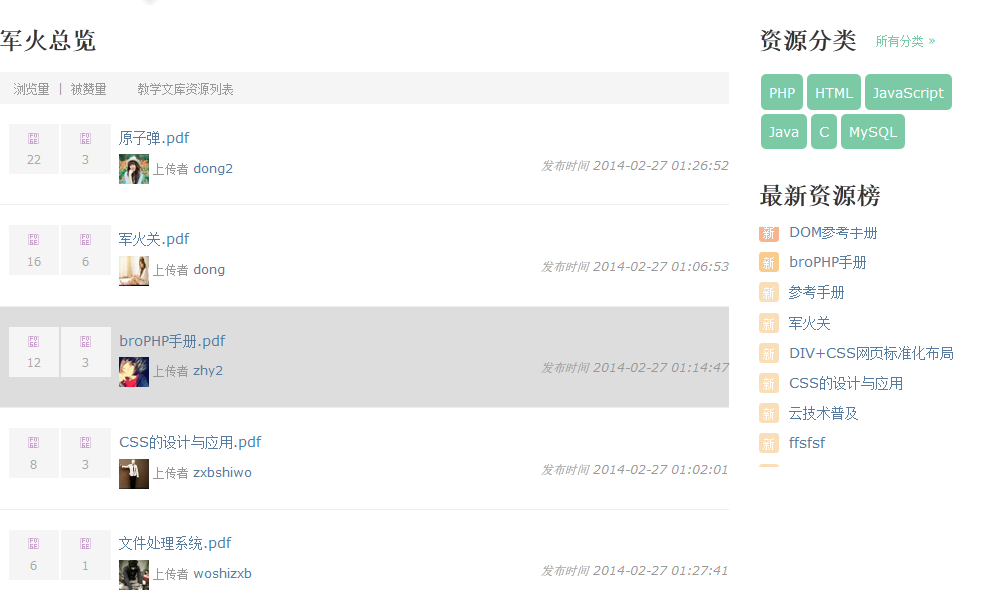 军火总览
浏览量 | 被赞量 教学文库资源列表
22 3 原子弹.pdf
上传者 dong2 发布时间 2014-02-27 01:26:52
16 6 军火关.pdf
上传者 dong 发布时间 2014-02-27 01:06:53
12 3 broPHP手册.pdf
上传者 zhy2 发布时间 2014-02-27 01:14:47
8 3 CSS的设计与应用.pdf
上传者 zxbshiwo 发布时间 2014-02-27 01:02:01
6 1 文件处理系统.pdf
上传者 woshizxb 发布时间 2014-02-27 01:27:41
资源分类 所有分类 »
PHP HTML JavaScript
Java C MySQL
最新资源榜
新 DOM参考手册
新 broPHP手册
新 参考手册
新 军火关
新 DIV+CSS网页标准化布局
新 CSS的设计与应用
新 云技术普及
新 ffsfsf